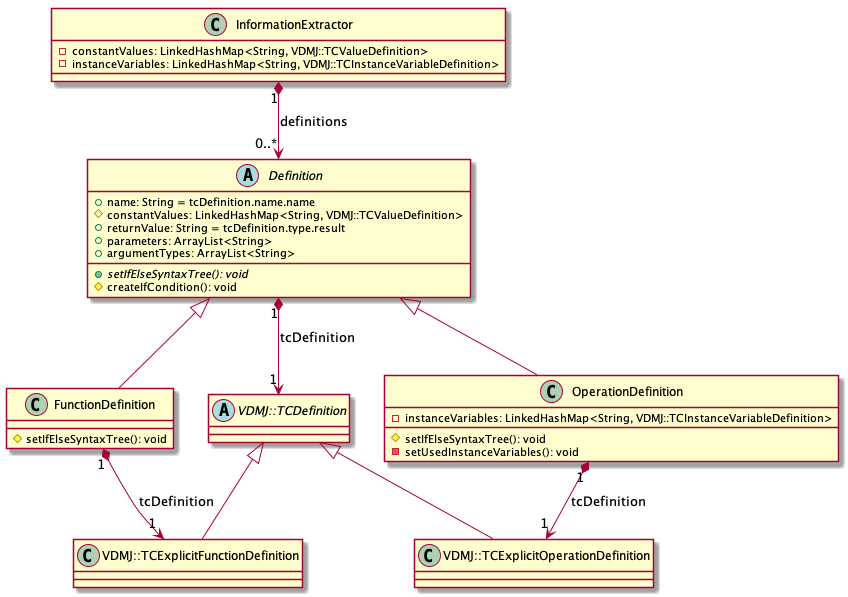 C InformationExtractor
constantValues: LinkedHashMap<String, VDMJ::TCValueDefinition>
instanceVariables: LinkedHashMap<String, VDMJ::TCInstanceVariableDefinition>
1
definitions
0..*
A Definition
name: String = tcDefinition.name.name
constantValues: LinkedHashMap<String, VDMJ::TCValueDefinition>
returnValue: String = tcDefinition.type.result
parameters: ArrayList<String>
argumentTypes: ArrayList<String>
setIfElseSyntaxTree(): void
createIfCondition(): void
1
tcDefinition
1
C FunctionDefinition
setIfElseSyntaxTree(): void
A VDMJ::TCDefinition
C OperationDefinition
instanceVariables: LinkedHashMap<String, VDMJ::TCInstanceVariableDefinition>
setIfElseSyntaxTree(): void
setUsedInstanceVariables(): void
1
tcDefinition
1
1
tcDefinition
1
C VDMJ::TCExplicitFunctionDefinition
C VDMJ::TCExplicitOperationDefinition